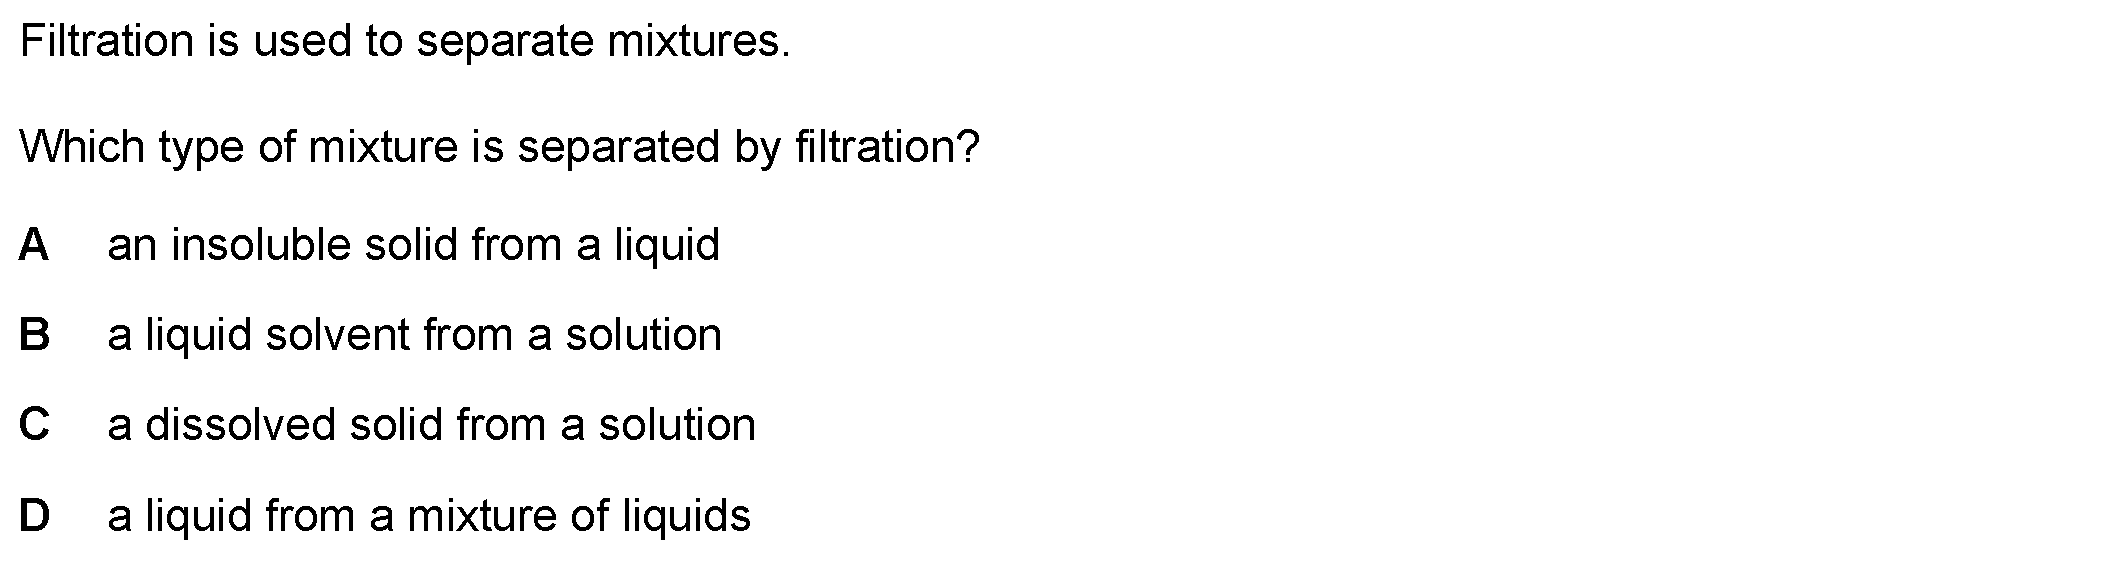 Filtration is used to separate mixtures.
Which type of mixture is separated by filtration?
A an insoluble solid from a liquid
B a liquid solvent from a solution
C a dissolved solid from a solution
D a liquid from a mixture of liquids